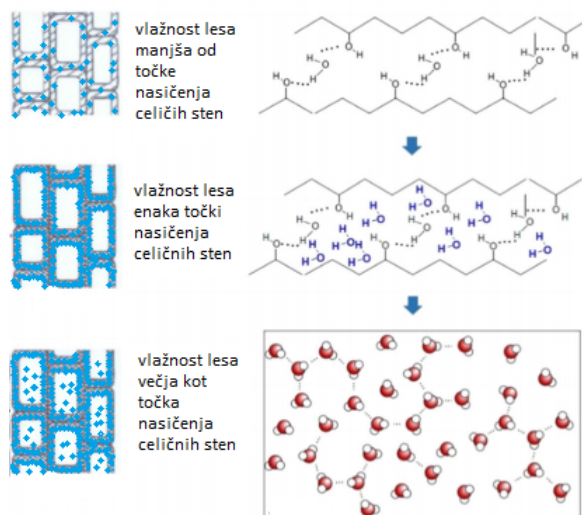 vlažnost lesa
manjša od
točke
nasičenja
celičih sten
vlažnost lesa
enaka točki
nasičenja
celičnih sten
vlažnost lesa
večja kot
točka
nasičenja
celičnih sten